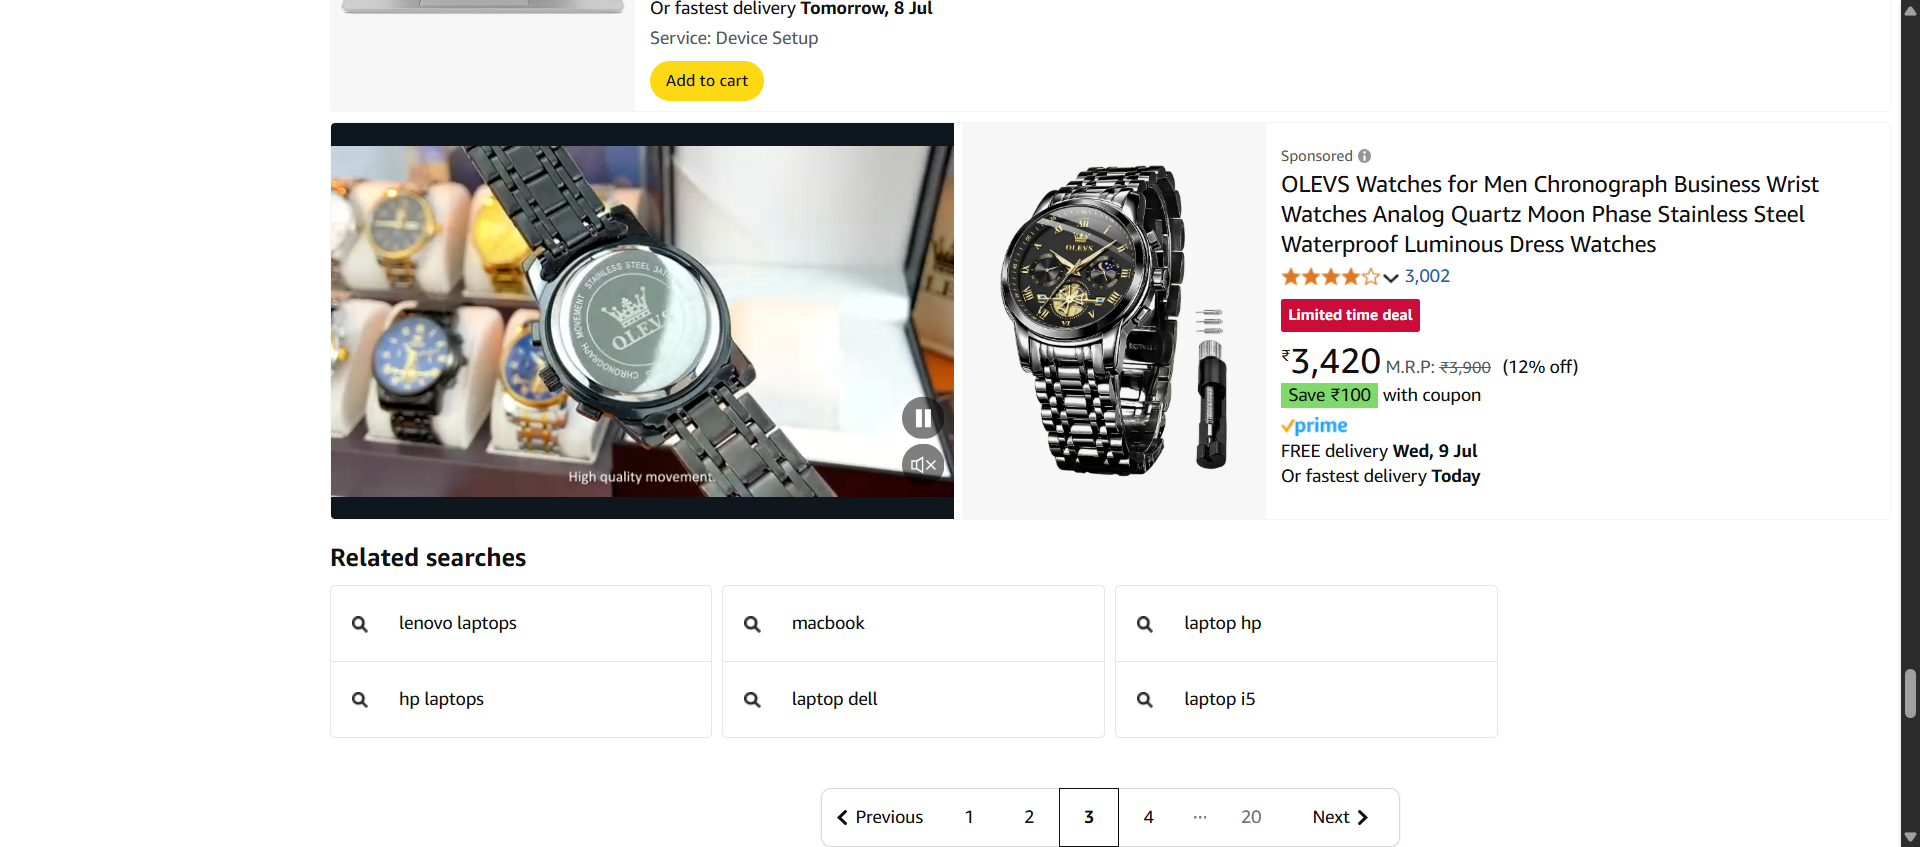 Or fastest delivery Tomorrow, 8 Jul
Service: Device Setup
Add to cart
STAINLESS STEEL
CHRONOGRAPH MOVEMENT
OLEVS
High quality movement.
OLEVS
Sponsored
OLEVS Watches for Men Chronograph Business Wrist
Watches Analog Quartz Moon Phase Stainless Steel
Waterproof Luminous Dress Watches
3,002
Limited time deal
₹3,420 M.R.P: ₹3,900 (12% off)
Save ₹100 with coupon
prime
FREE delivery Wed, 9 Jul
Or fastest delivery Today
Related searches
lenovo laptops
macbook
laptop hp
hp laptops
laptop dell
laptop i5
Previous 1 2 3 4 ... 20 Next